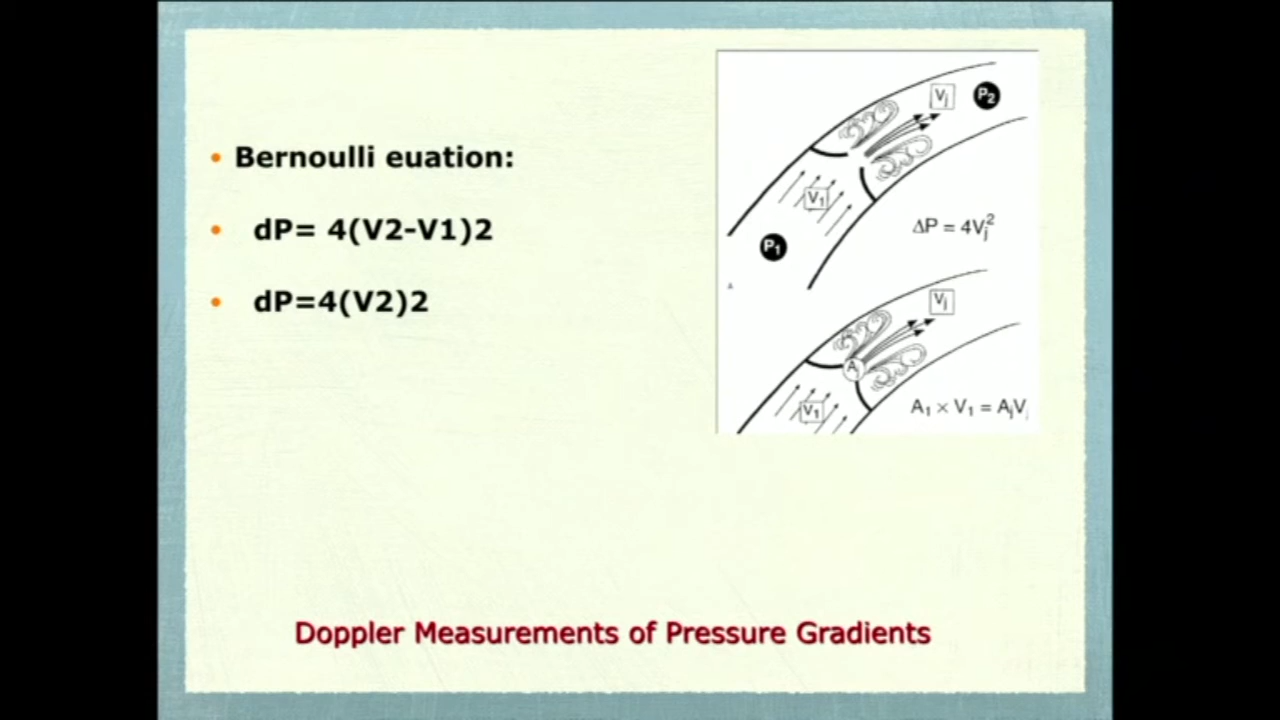 • Bernoulli euation:
• dP= 4(V2-V1)2
• dP=4(V2)2
Vj
P2
V1
ΔP = 4Vj²
P1
A
Vj
Aj
V1
A1 × V1 = AjVj
Doppler Measurements of Pressure Gradients